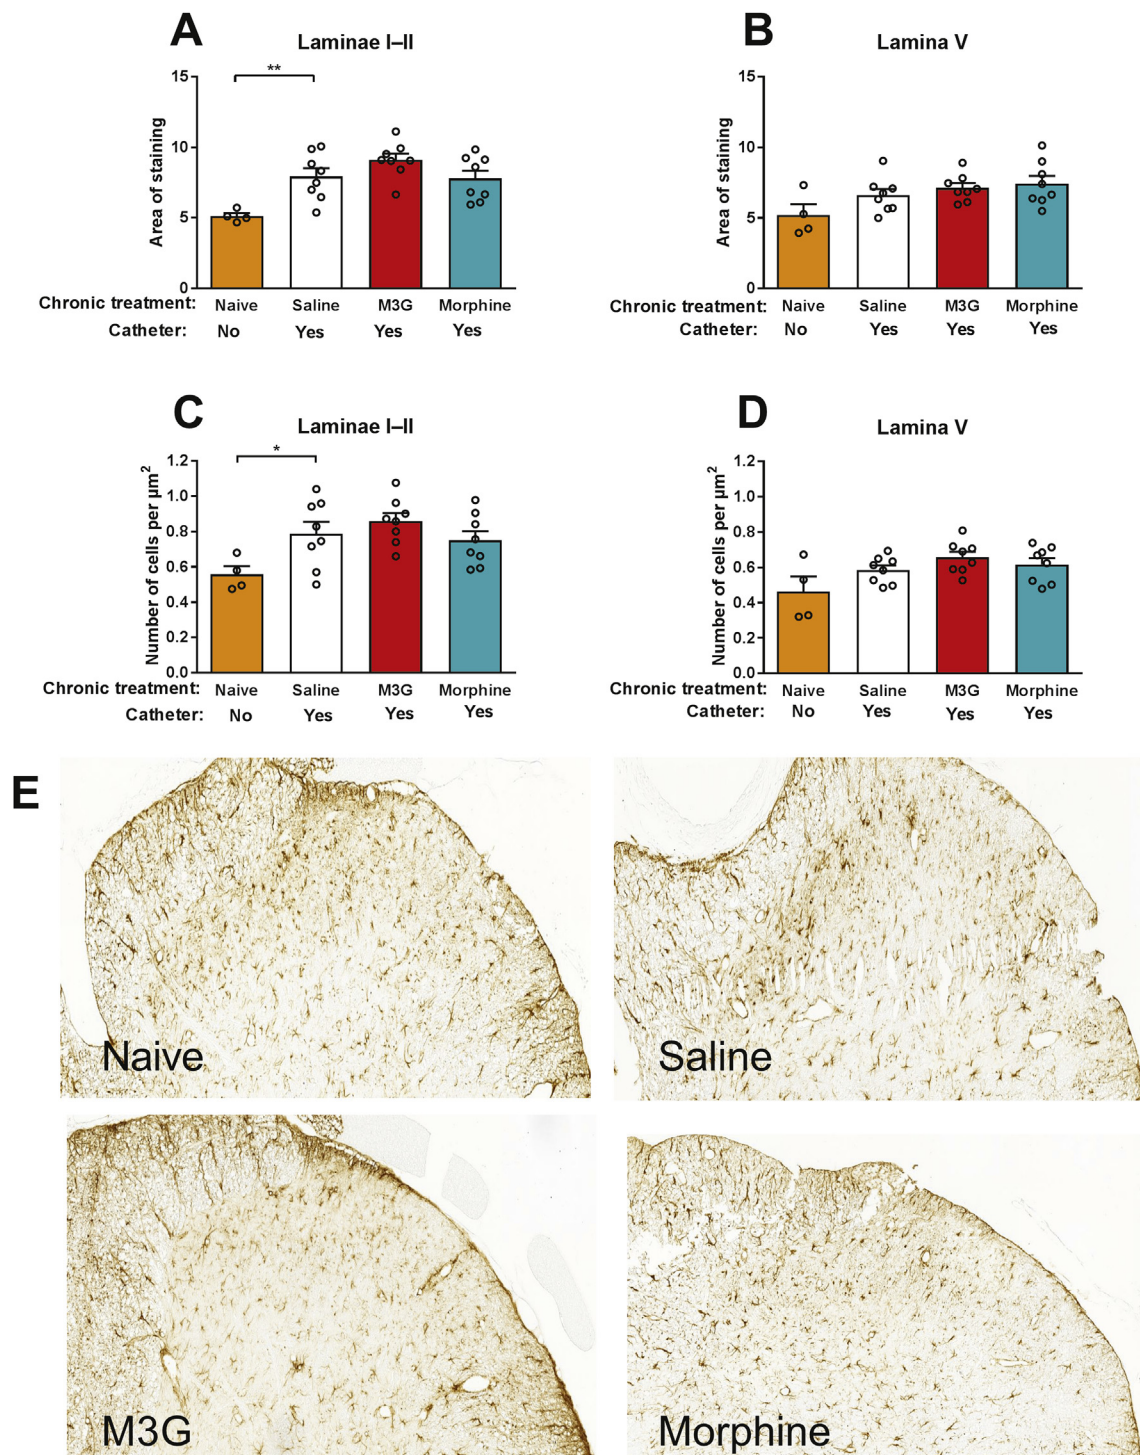 A
Laminae I–II
**
Area of staining
15
10
5
0
Chronic treatment: Naive Saline M3G Morphine
Catheter: No Yes Yes Yes
B
Lamina V
Area of staining
15
10
5
0
Chronic treatment: Naive Saline M3G Morphine
Catheter: No Yes Yes Yes
C
Laminae I–II
*
Number of cells per µm²
1.2
1.0
0.8
0.6
0.4
0.2
0.0
Chronic treatment: Naive Saline M3G Morphine
Catheter: No Yes Yes Yes
D
Lamina V
Number of cells per µm²
1.2
1.0
0.8
0.6
0.4
0.2
0.0
Chronic treatment: Naive Saline M3G Morphine
Catheter: No Yes Yes Yes
E
Naive
Saline
M3G
Morphine